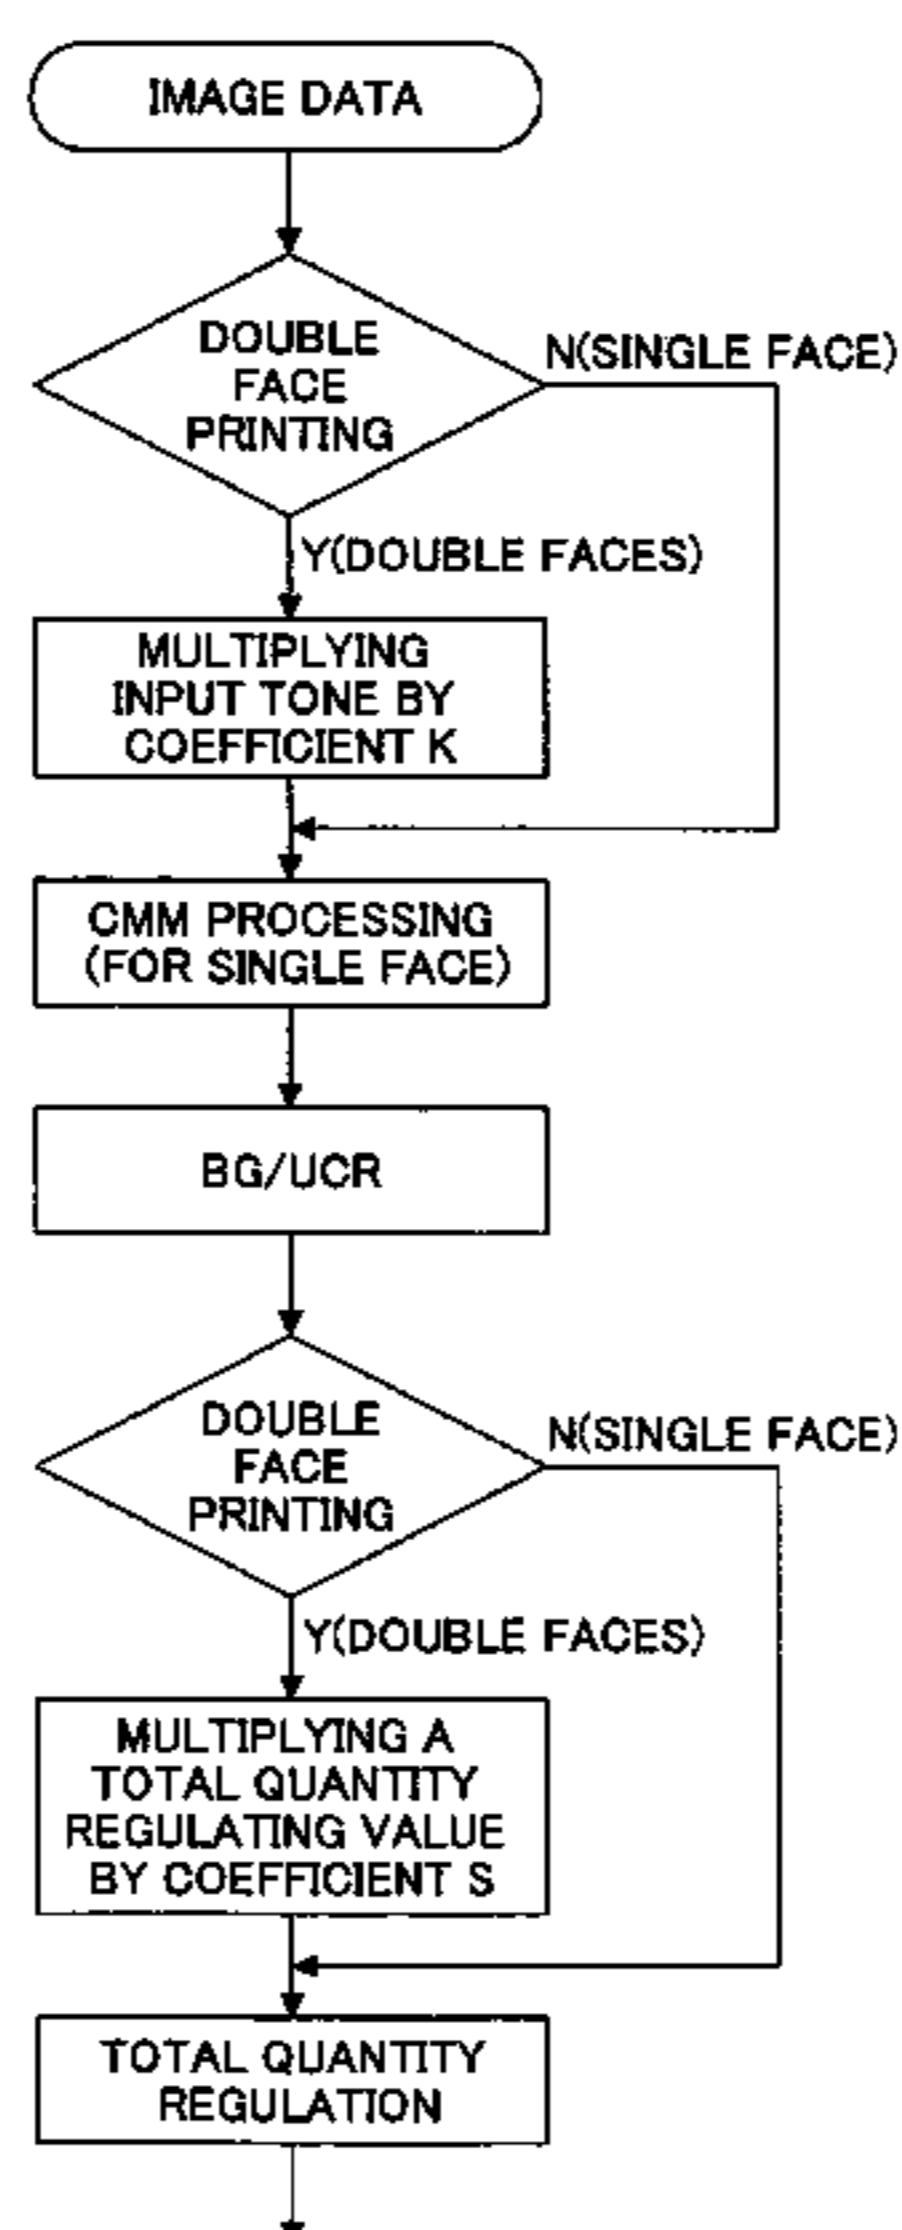 IMAGE DATA
DOUBLE
FACE
PRINTING
N(SINGLE FACE)
Y(DOUBLE FACES)
MULTIPLYING
INPUT TONE BY
COEFFICIENT K
CMM PROCESSING
(FOR SINGLE FACE)
BG/UCR
DOUBLE
FACE
PRINTING
N(SINGLE FACE)
Y(DOUBLE FACES)
MULTIPLYING A
TOTAL QUANTITY
REGULATING VALUE
BY COEFFICIENT S
TOTAL QUANTITY
REGULATION